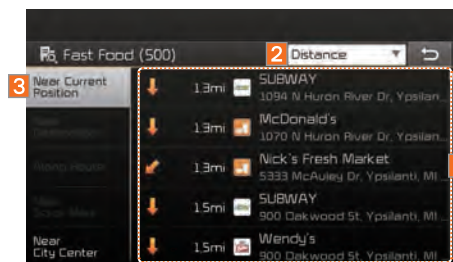 Fast Food (500)
2
Distance
3
Near Current
Position
1.3mi
SUBWAY
1094 N Huron River Dr, Ypsilan...
1.3mi
McDonald's
1070 N Huron River Dr, Ypsilan...
1.3mi
Nick's Fresh Market
5333 McAuley Dr, Ypsilanti, MI
1.5mi
SUBWAY
900 Oakwood St, Ypsilanti, MI
Near
City Center
1.5mi
Wendy's
900 Oakwood St, Ypsilanti, MI